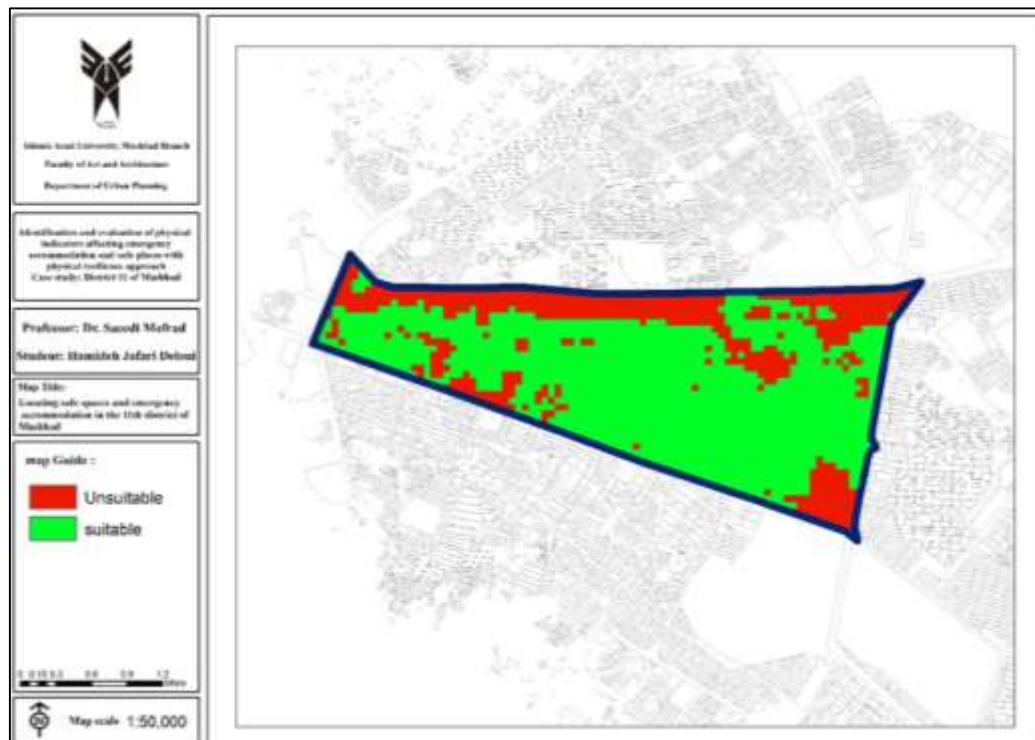 Islamic Azad University, Mashhad Branch
Faculty of Art and Architecture
Department of Urban Planning
Identification and evaluation of physical
indicators affecting emergency
accommodation and safe places with
physical resilience approach
Case study: District 11 of Mashhad
Professor: Dr. Saeedi Mofrad
Student: Hamideh Jafari
Map Title:
Locating safe spaces and emergency
accommodation in the 11th district of
Mashhad
map Guide :
Unsuitable
suitable
Map scale 1:50,000